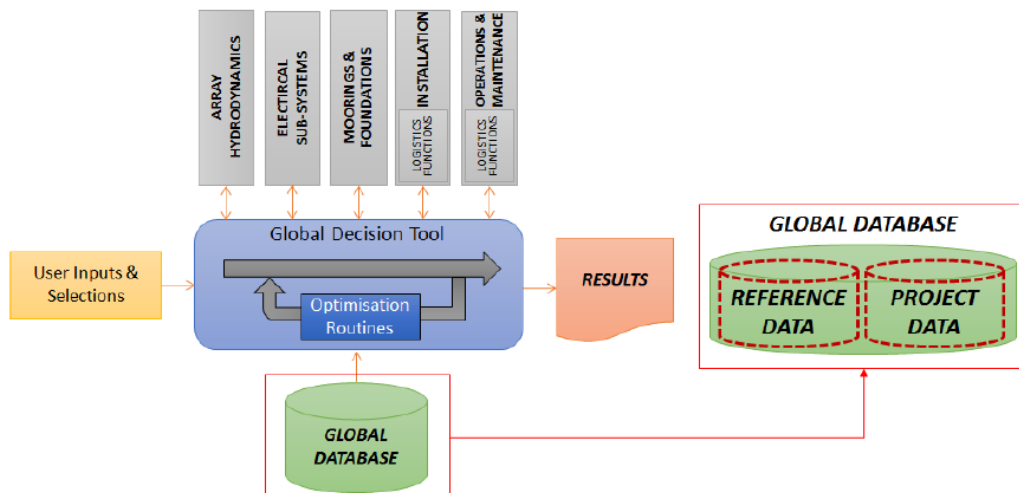 ARRAY
HYDRODYNAMICS
ELECTIRCAL
SUB-SYSTEMS
MOORINGS &
FOUNDATIONS
INSTALLATION
LOGISTICS
FUNCTIONS
OPERATIONS &
MAINTENANCE
LOGISTICS
FUNCTIONS
Global Decision Tool
Optimisation
Routines
User Inputs &
Selections
RESULTS
GLOBAL
DATABASE
GLOBAL DATABASE
REFERENCE
DATA
PROJECT
DATA